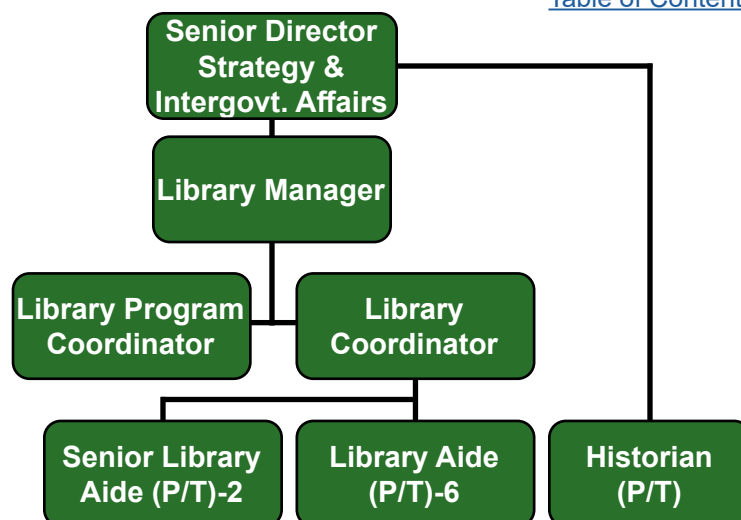 Table of Content
Senior Director
Strategy &
Intergovt. Affairs
Library Manager
Library Program
Coordinator
Library
Coordinator
Senior Library
Aide (P/T)-2
Library Aide
(P/T)-6
Historian
(P/T)